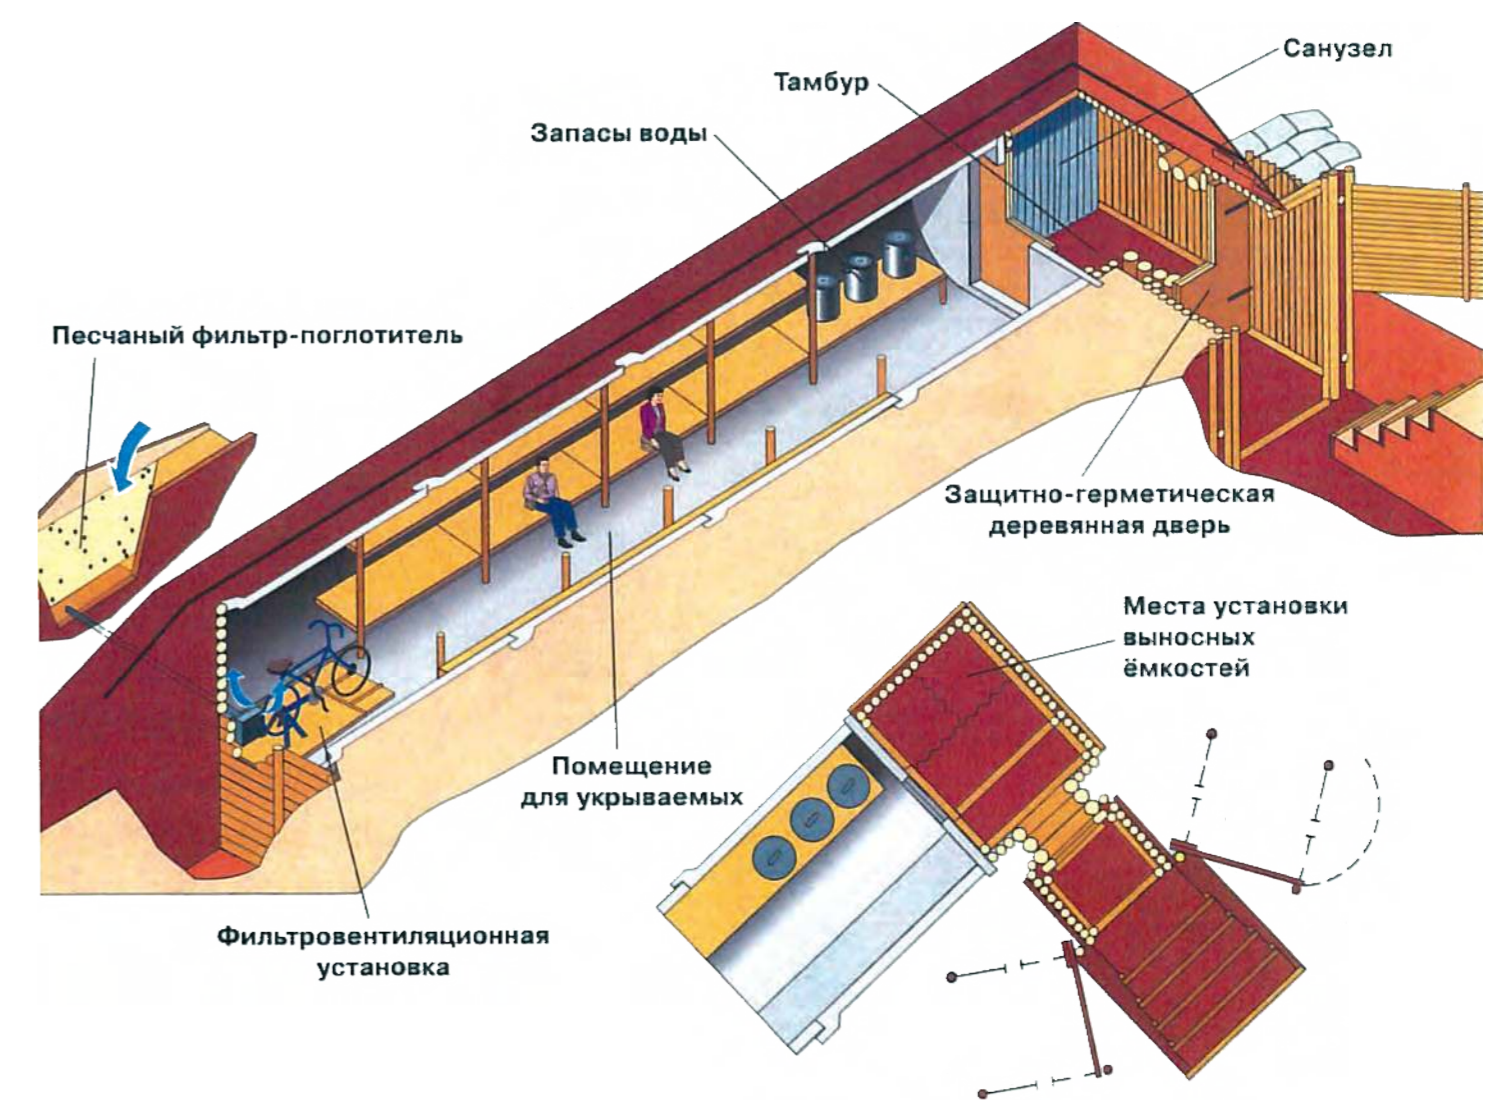 Санузел
Тамбур
Запасы воды
Песчаный фильтр-поглотитель
Защитно-герметическая
деревянная дверь
Места установки
выносных
ёмкостей
Помещение
для укрываемых
Фильтровентиляционная
установка